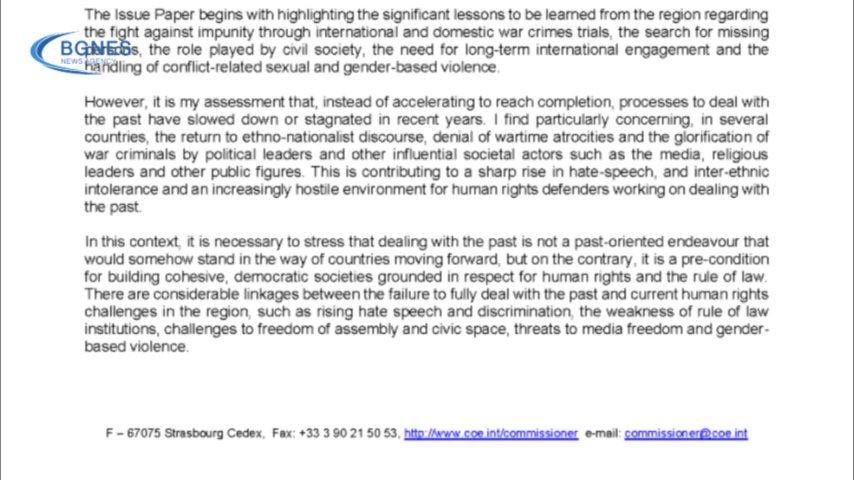 The Issue Paper begins with highlighting the significant lessons to be learned from the region regarding
the fight against impunity through international and domestic war crimes trials, the search for missing
BGNES
persons, the role played by civil society, the need for long-term international engagement and the
NEWS AGENCY
handling of conflict-related sexual and gender-based violence.
However, it is my assessment that, instead of accelerating to reach completion, processes to deal with
the past have slowed down or stagnated in recent years. I find particularly concerning, in several
countries, the return to ethno-nationalist discourse, denial of wartime atrocities and the glorification of
war criminals by political leaders and other influential societal actors such as the media, religious
leaders and other public figures. This is contributing to a sharp rise in hate-speech, and inter-ethnic
intolerance and an increasingly hostile environment for human rights defenders working on dealing with
the past.
In this context, it is necessary to stress that dealing with the past is not a past-oriented endeavour that
would somehow stand in the way of countries moving forward, but on the contrary, it is a pre-condition
for building cohesive, democratic societies grounded in respect for human rights and the rule of law.
There are considerable linkages between the failure to fully deal with the past and current human rights
challenges in the region, such as rising hate speech and discrimination, the weakness of rule of law
institutions, challenges to freedom of assembly and civic space, threats to media freedom and gender-
based violence.
F – 67075 Strasbourg Cedex, Fax: +33 3 90 21 50 53, http://www.coe.int/commissioner e-mail: commissioner@coe.int